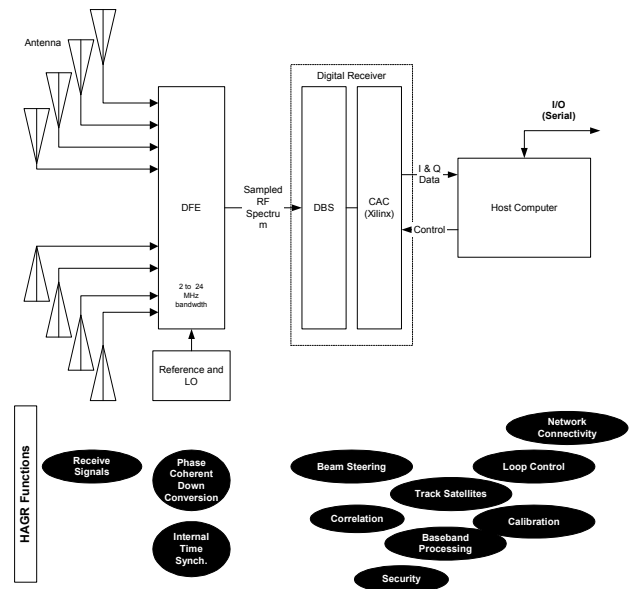 Antenna
Digital Receiver
I/O
(Serial)
DFE
Sampled
RF
Spectru
m
DBS
CAC
(Xilinx)
I & Q
Data
Control
Host Computer
2 to 24
MHz
bandwdth
Reference and
LO
HAGR Functions
Receive
Signals
Phase
Coherent
Down
Conversion
Internal
Time
Synch.
Network
Connectivity
Beam Steering
Loop Control
Track Satellites
Correlation
Calibration
Baseband
Processing
Security